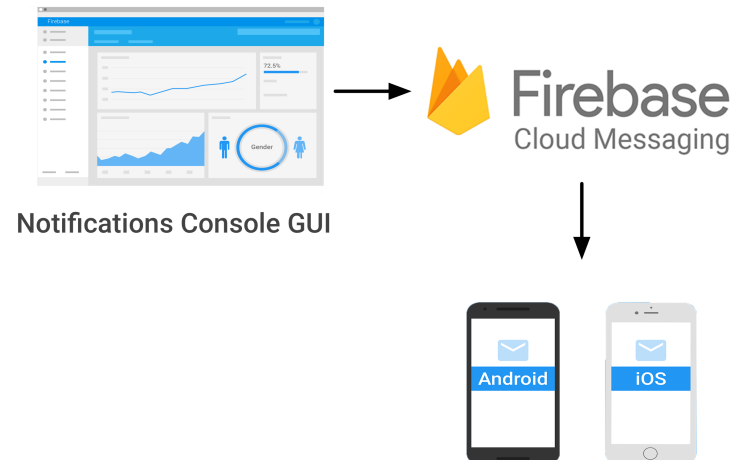 Firebase
72.5%
Gender
Notifications Console GUI
Firebase
Cloud Messaging
Android
iOS